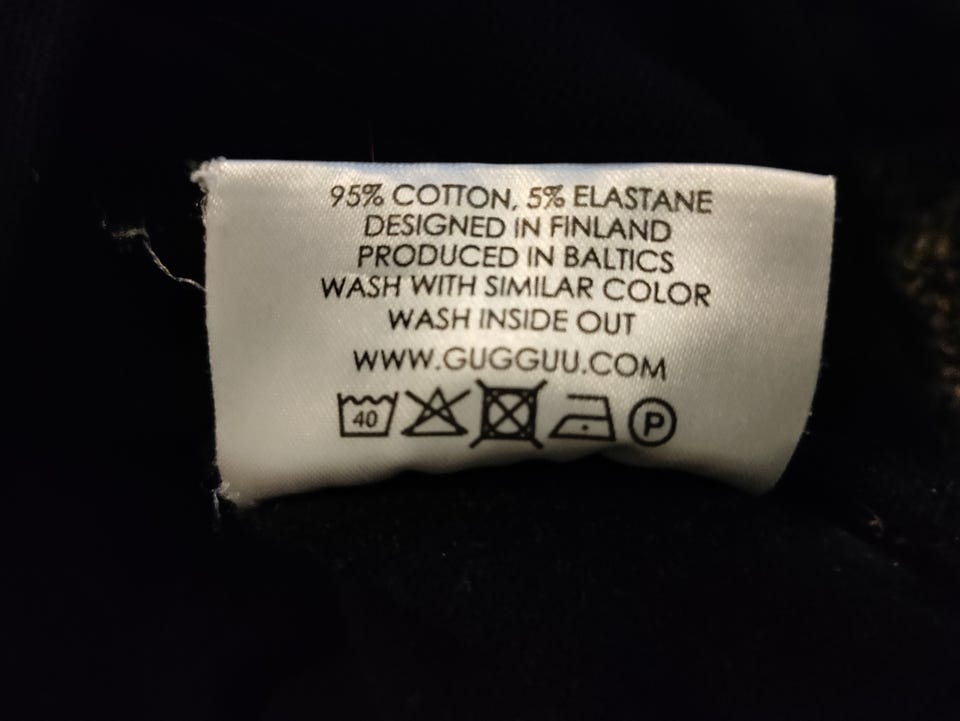 95% COTTON, 5% ELASTANE
DESIGNED IN FINLAND
PRODUCED IN BALTICS
WASH WITH SIMILAR COLOR
WASH INSIDE OUT
WWW.GUGGUU.COM
40 P